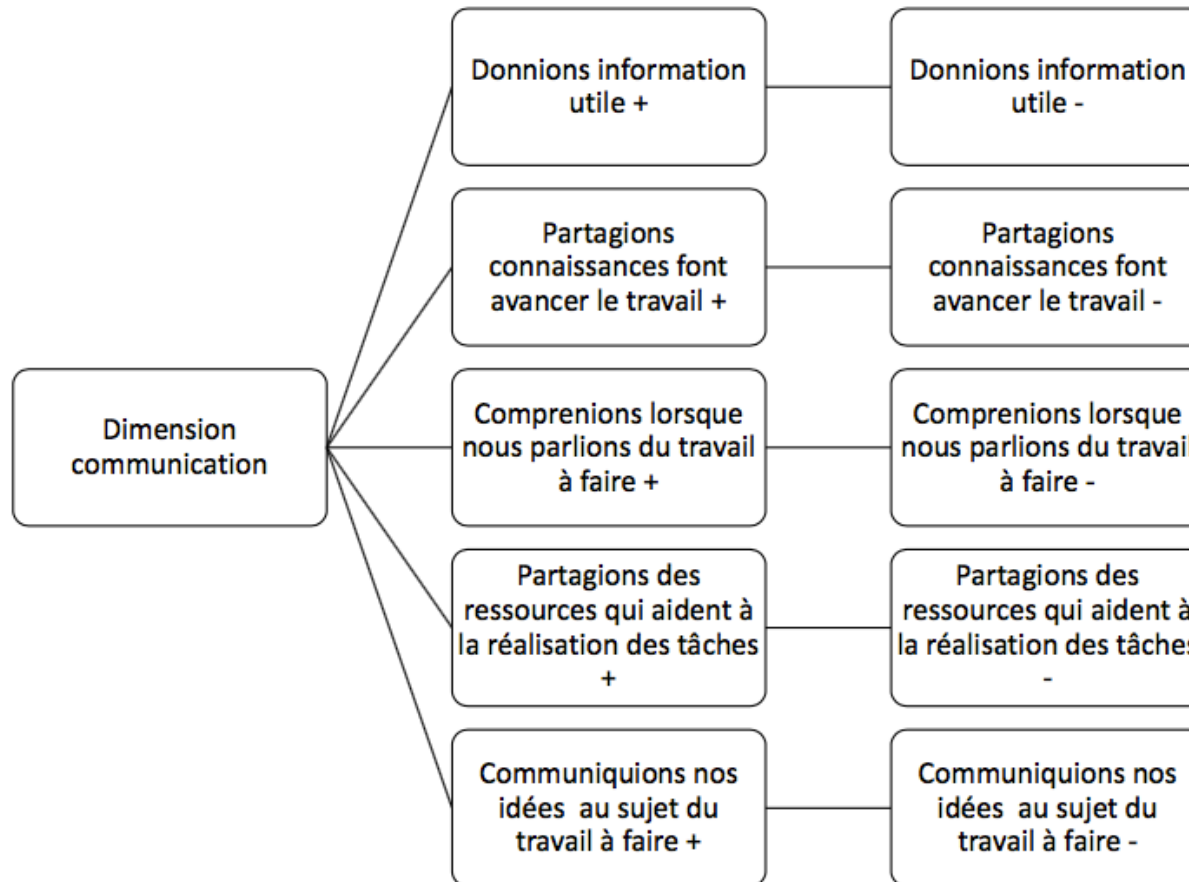 Dimension
communication
Donnions information
utile +
Donnions information
utile -
Partagions
connaissances font
avancer le travail +
Partagions
connaissances font
avancer le travail -
Comprenions lorsque
nous parlions du travail
à faire +
Comprenions lorsque
nous parlions du travail
à faire -
Partagions des
ressources qui aident à
la réalisation des tâches
+
Partagions des
ressources qui aident à
la réalisation des tâches
-
Communiquions nos
idées  au sujet du
travail à faire +
Communiquions nos
idées  au sujet du
travail à faire -